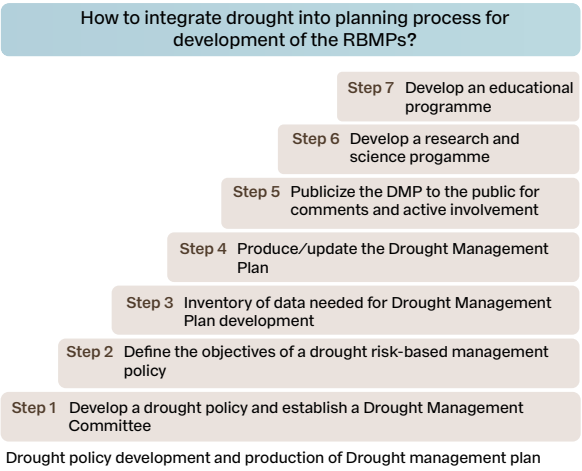 How to integrate drought into planning process for
development of the RBMPs?
Step 7 Develop an educational
programme
Step 6 Develop a research and
science progamme
Step 5 Publicize the DMP to the public for
comments and active involvement
Step 4 Produce/update the Drought Management
Plan
Step 3 Inventory of data needed for Drought Management
Plan development
Step 2 Define the objectives of a drought risk-based management
policy
Step 1 Develop a drought policy and establish a Drought Management
Committee
Drought policy development and production of Drought management plan